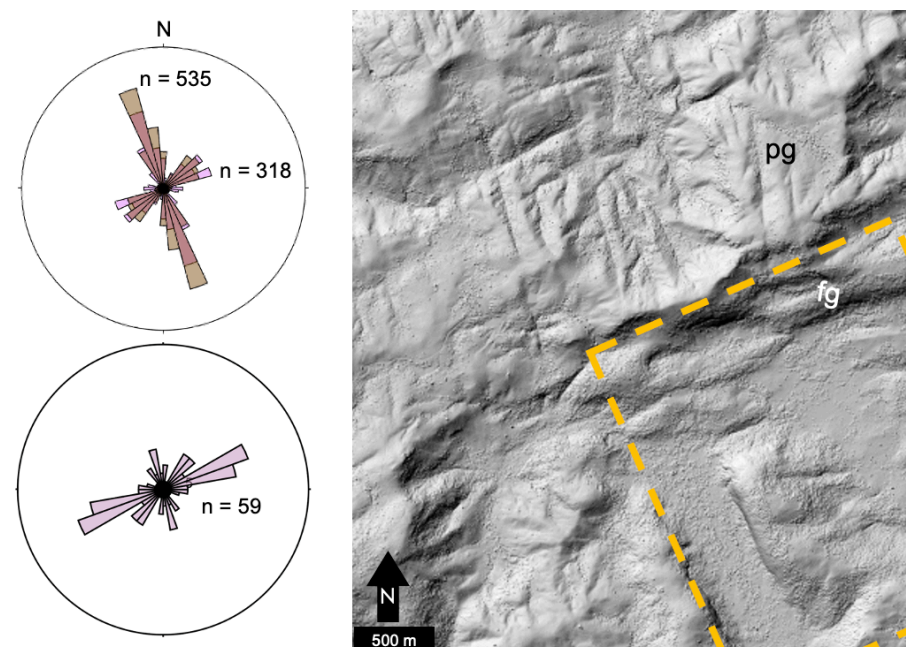 N
n = 535
n = 318
n = 59
pg
fg
N
500 m